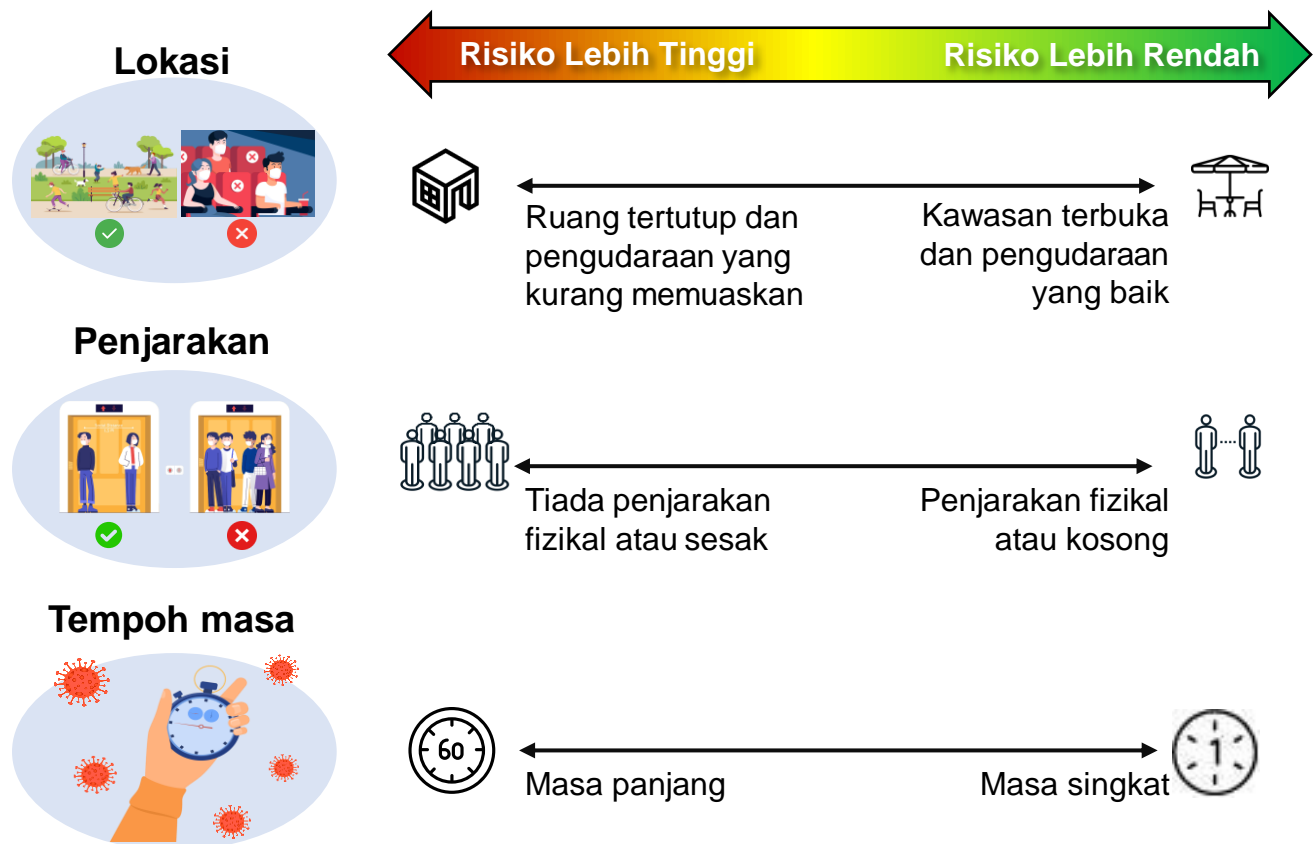 Lokasi
Risiko Lebih Tinggi
Risiko Lebih Rendah
Ruang tertutup dan
pengudaraan yang
kurang memuaskan
Kawasan terbuka
dan pengudaraan
yang baik
Penjarakan
Tiada penjarakan
fizikal atau sesak
Penjarakan fizikal
atau kosong
Tempoh masa
60
Masa panjang
1
Masa singkat